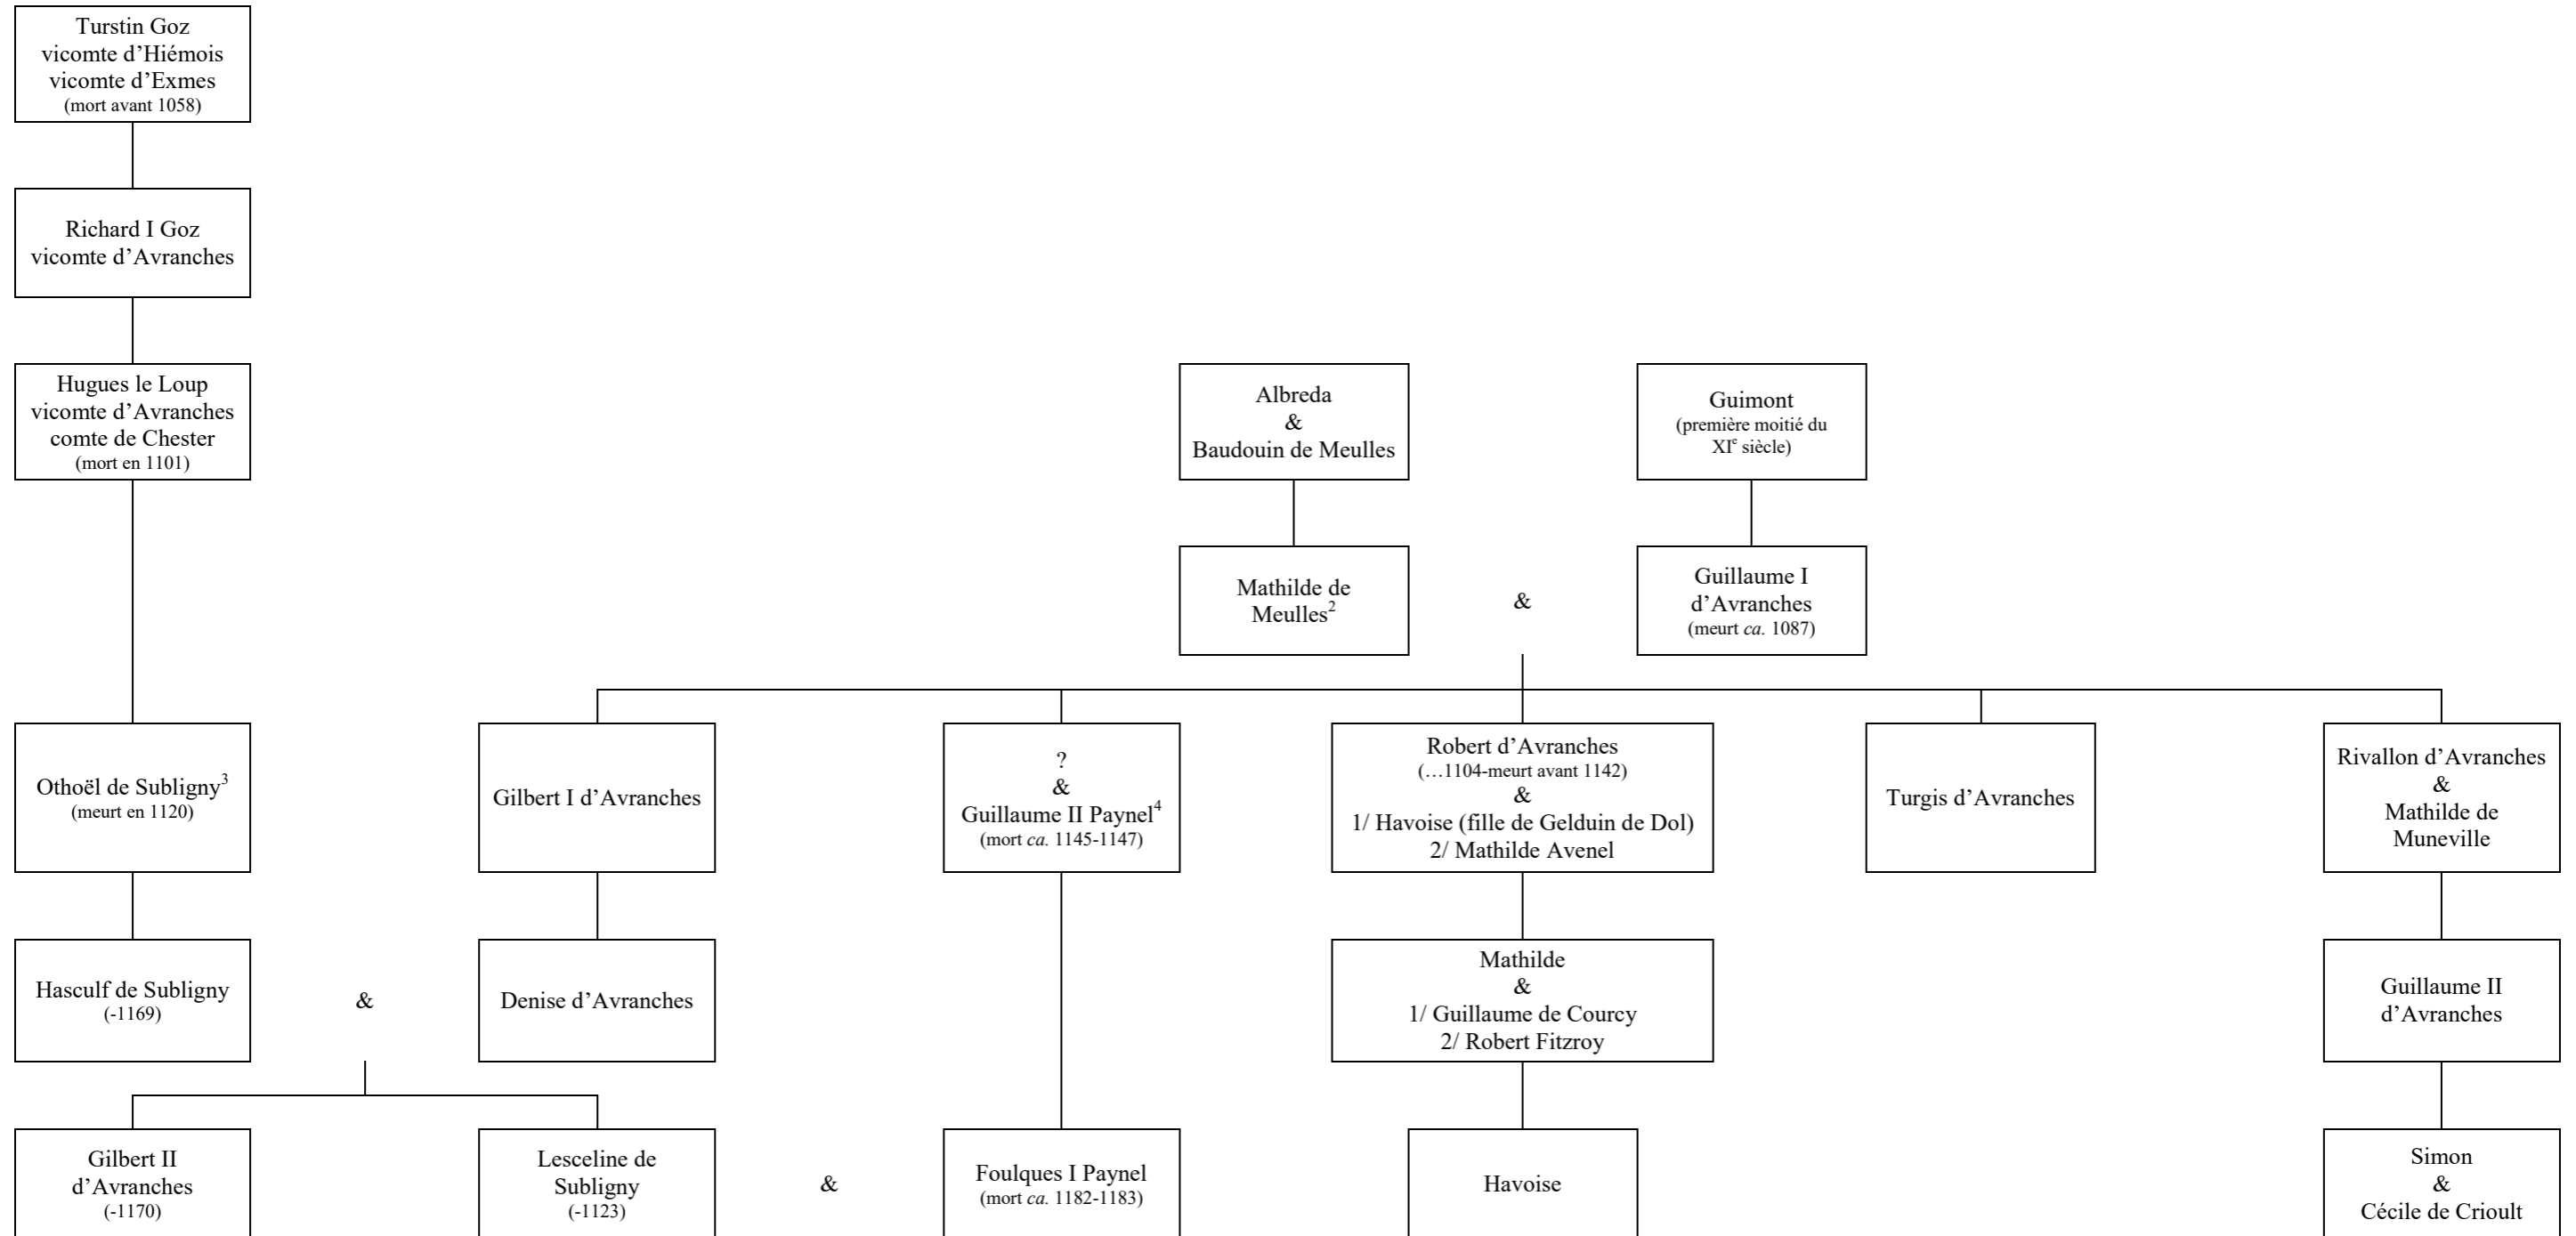 Turstin Goz
vicomte d’Hiémois
vicomte d’Exmes
(mort avant 1058)
Richard I Goz
vicomte d’Avranches
Hugues le Loup
vicomte d’Avranches
comte de Chester
(mort en 1101)
Albreda
&
Baudouin de Meulles
Guimont
(première moitié du
XIe siècle)
Mathilde de
Meulles2
&
Guillaume I
d’Avranches
(meurt ca. 1087)
Othoël de Subligny3
(meurt en 1120)
Gilbert I d’Avranches
?
&
Guillaume II Paynel4
(mort ca. 1145-1147)
Robert d’Avranches
(…1104-meurt avant 1142)
&
1/ Havoise (fille de Gelduin de Dol)
2/ Mathilde Avenel
Turgis d’Avranches
Rivallon d’Avranches
&
Mathilde de
Muneville
Hasculf de Subligny
(-1169)
&
Denise d’Avranches
Mathilde
&
1/ Guillaume de Courcy
2/ Robert Fitzroy
Guillaume II
d’Avranches
Gilbert II
d’Avranches
(-1170)
Lesceline de
Subligny
(-1123)
&
Foulques I Paynel
(mort ca. 1182-1183)
Havoise
Simon
&
Cécile de Crioult